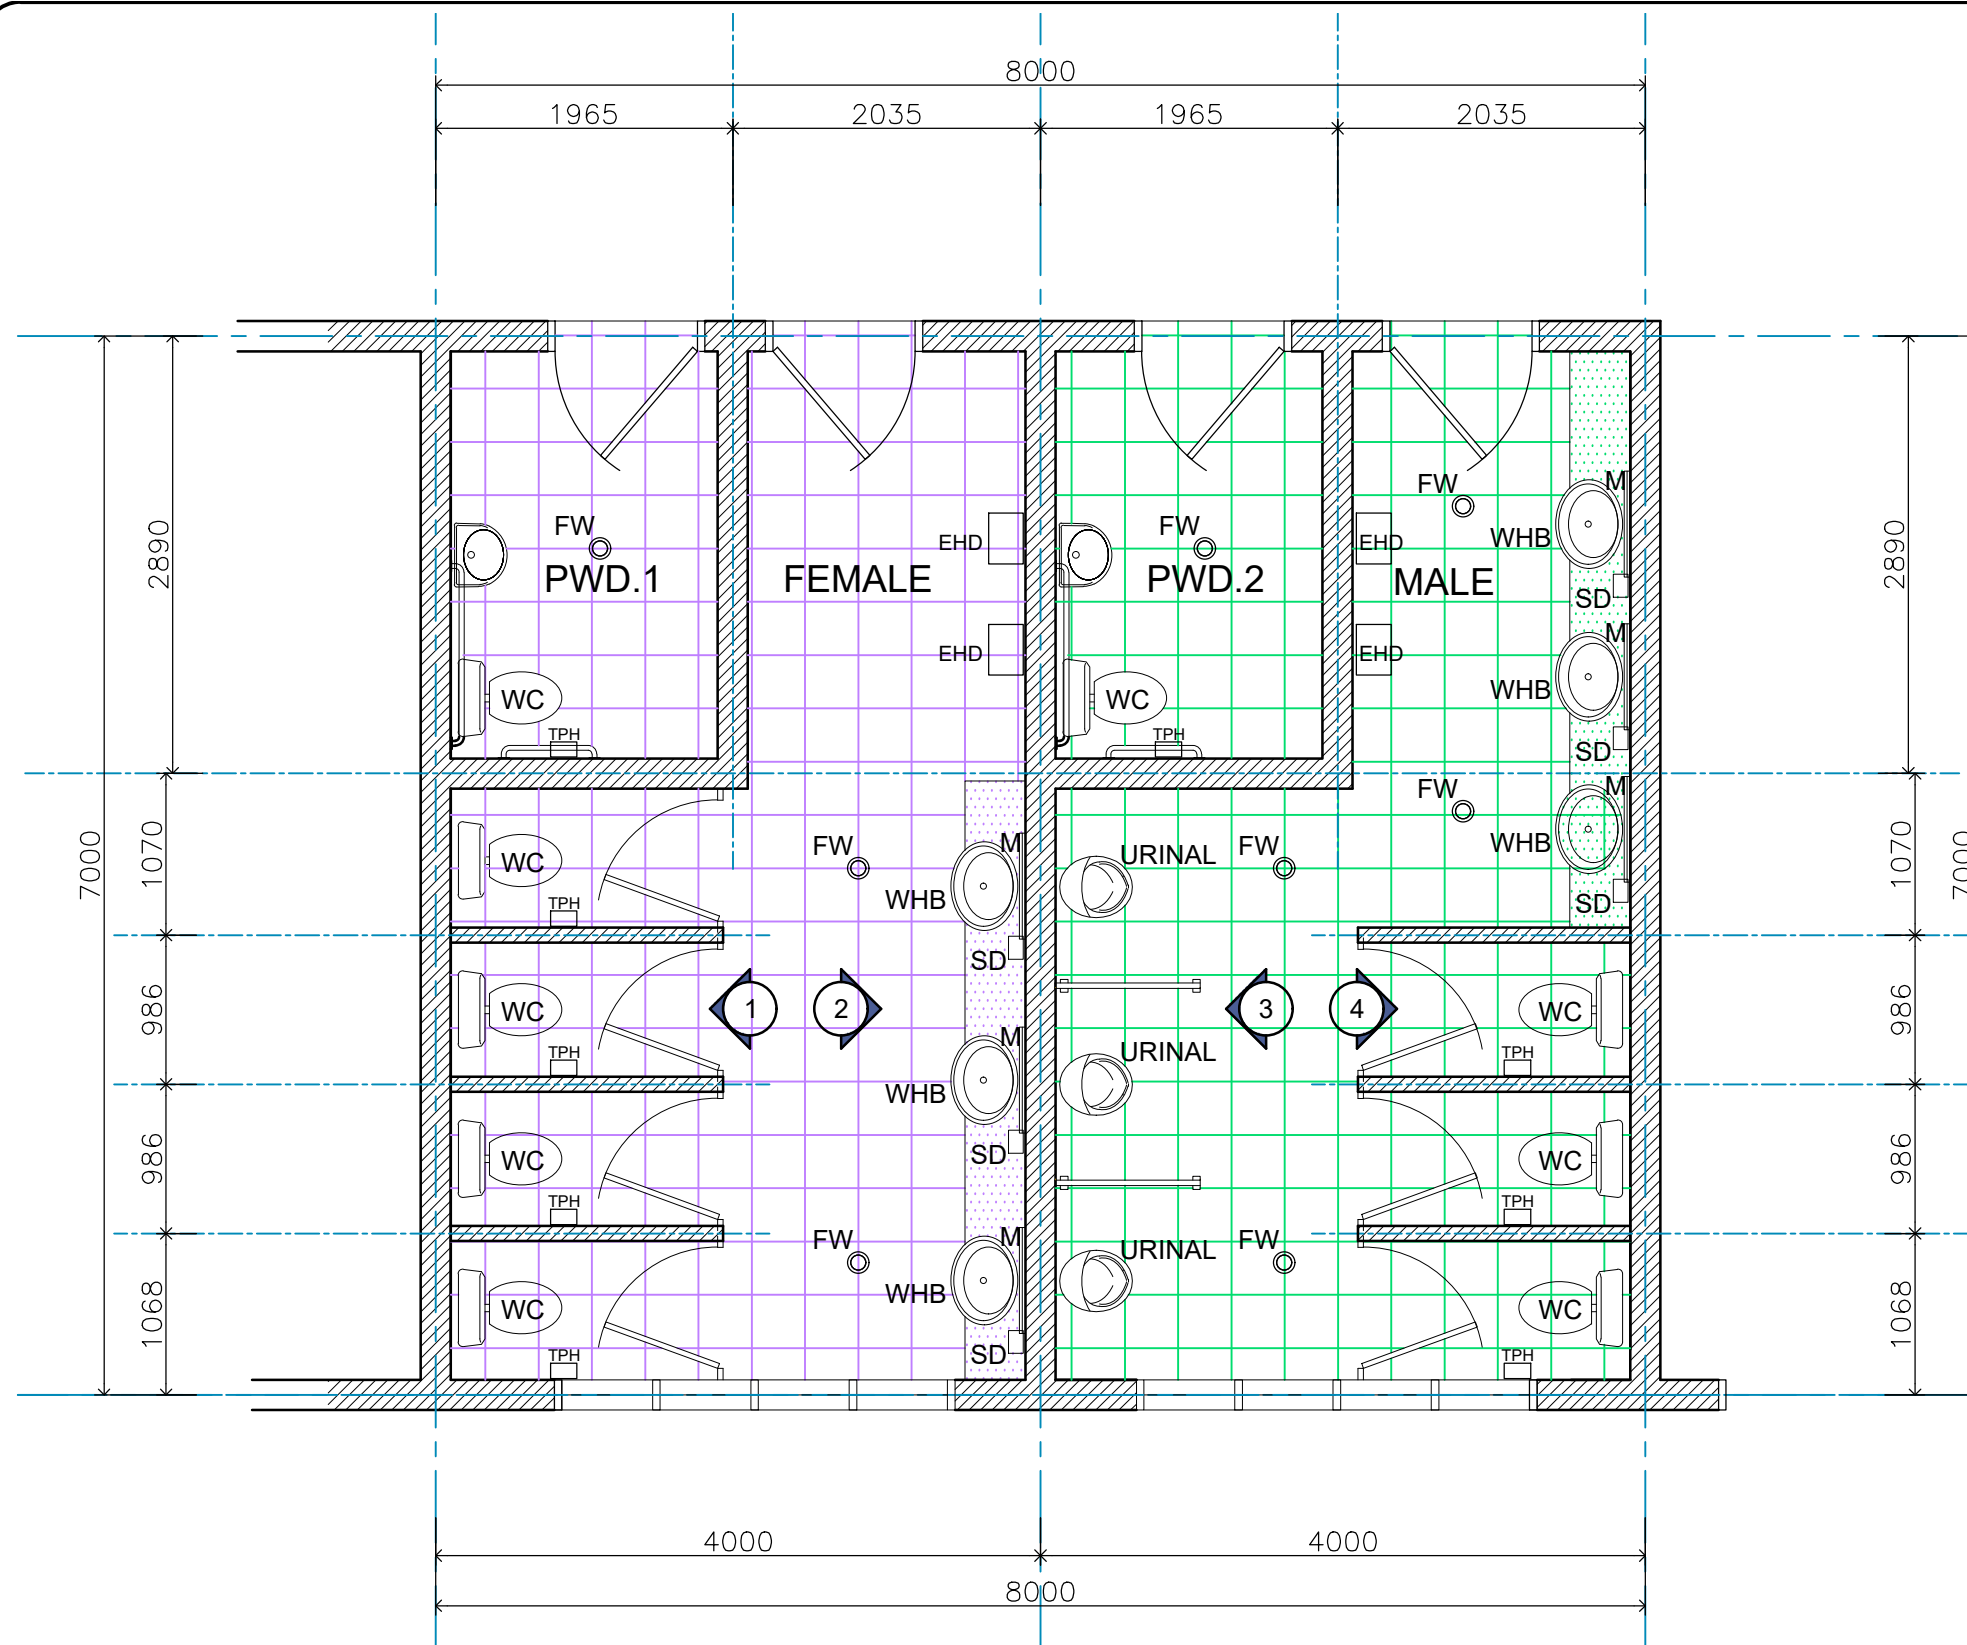 8000
1965 2035 1965 2035
FW FW FW M
EHD EHD WHB
PWD.1 FEMALE PWD.2 MALE
2890 2890
SD
M
EHD EHD
WHB
WC WC
TPH TPH
SD
FW M
7000 1070 WC FW M URINAL FW WHB 1070 7000
TPH WHB SD
SD
986 WC 1 2 3 4 WC 986
M
TPH URINAL TPH
WHB
986 WC SD WC 986
TPH TPH
FW M URINAL FW
1068 WC WHB WC 1068
TPH SD TPH
4000 4000
8000